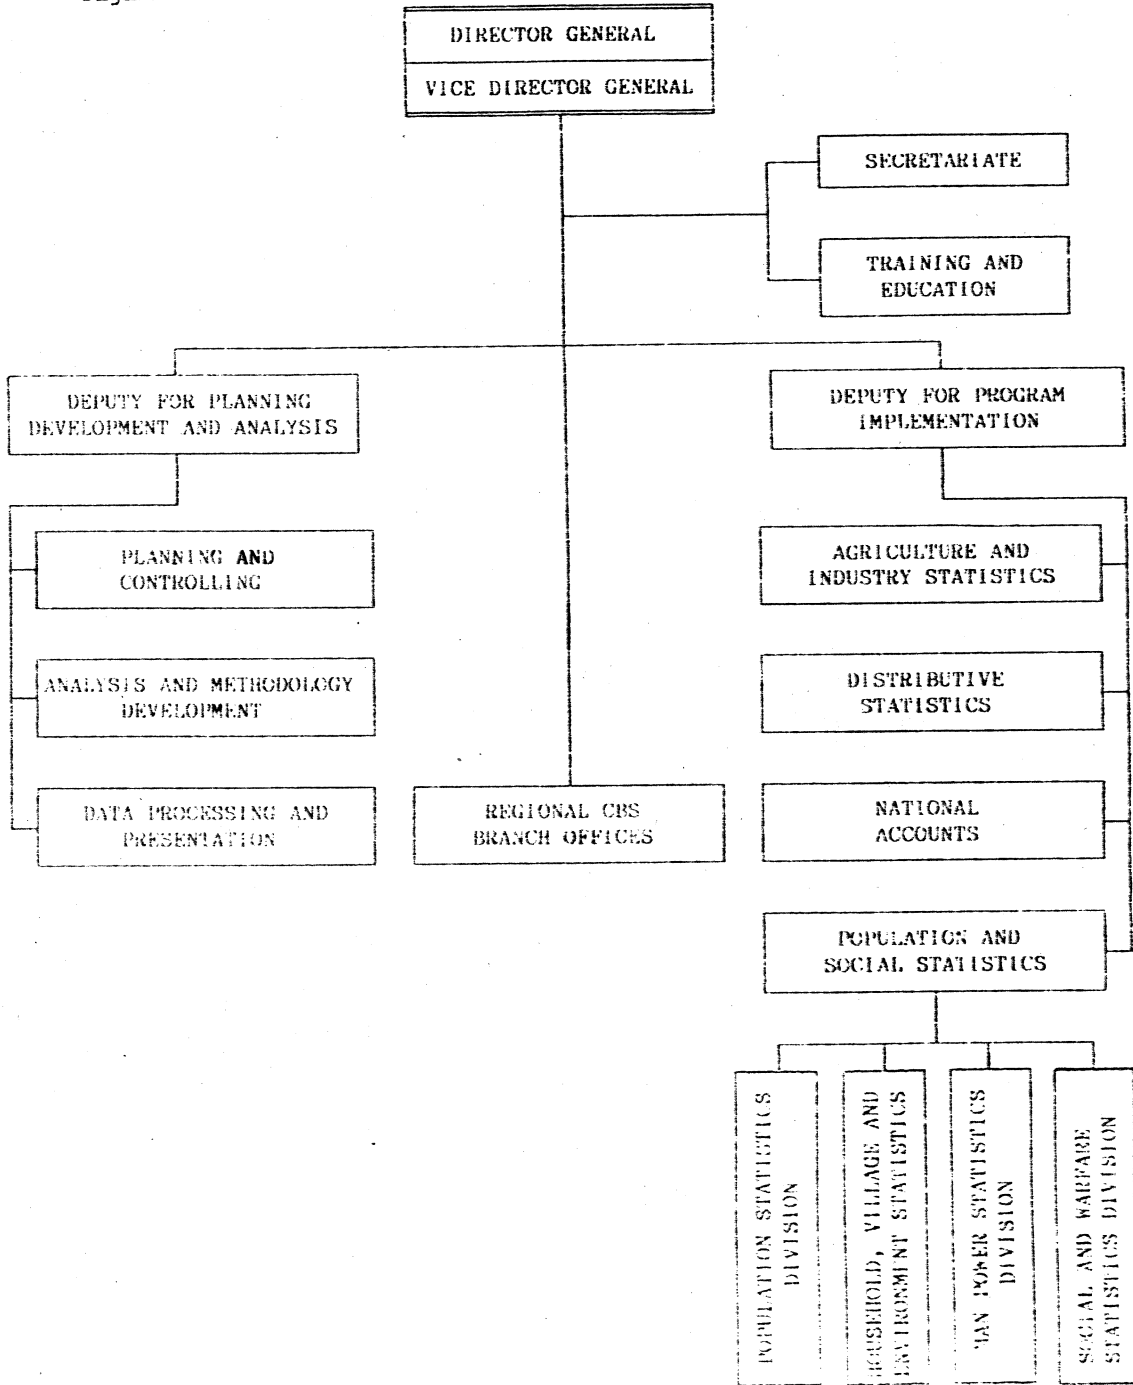 DIRECTOR GENERAL
VICE DIRECTOR GENERAL
SECRETARIATE
TRAINING AND
EDUCATION
DEPUTY FOR PLANNING
DEVELOPMENT AND ANALYSIS
DEPUTY FOR PROGRAM
IMPLEMENTATION
PLANNING AND
CONTROLLING
AGRICULTURE AND
INDUSTRY STATISTICS
ANALYSIS AND METHODOLOGY
DEVELOPMENT
DISTRIBUTIVE
STATISTICS
DATA PROCESSING AND
PRESENTATION
REGIONAL CBS
BRANCH OFFICES
NATIONAL
ACCOUNTS
POPULATION AND
SOCIAL STATISTICS
POPULATION STATISTICS
DIVISION
HOUSEHOLD, VILLAGE AND
ENVIRONMENT STATISTICS
MAN POWER STATISTICS
DIVISION
SOCIAL AND WARFARE
STATISTICS DIVISION